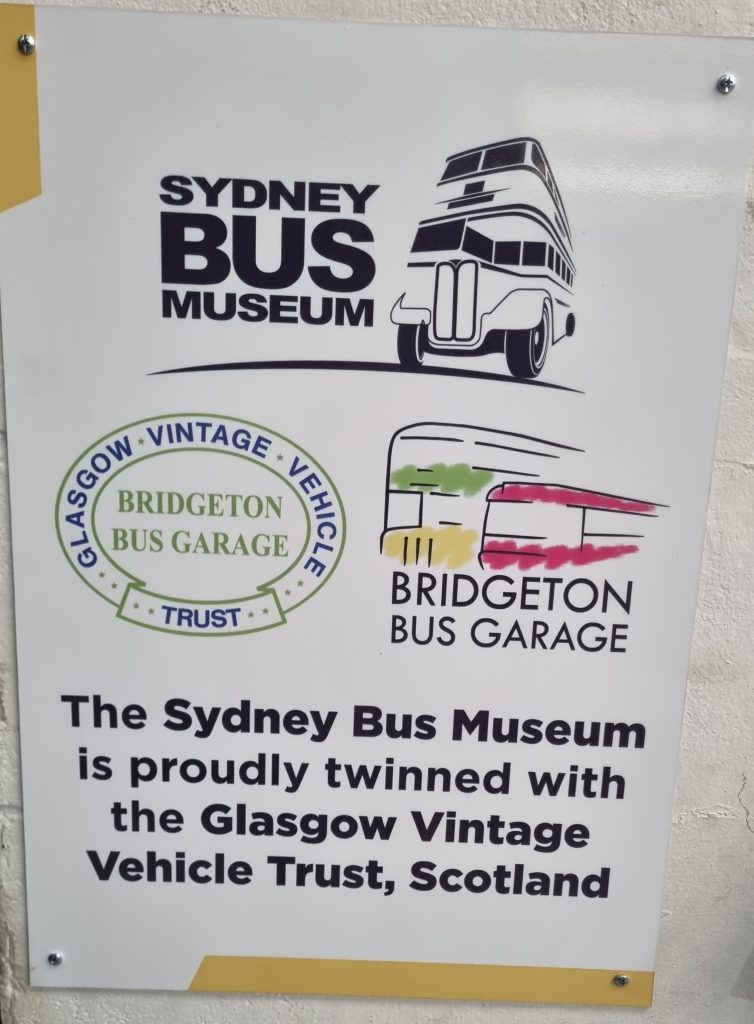 SYDNEY
BUS
MUSEUM
GLASGOW VINTAGE VEHICLE
BRIDGETON
BUS GARAGE
TRUST
BRIDGETON
BUS GARAGE
The Sydney Bus Museum
is proudly twinned with
the Glasgow Vintage
Vehicle Trust, Scotland